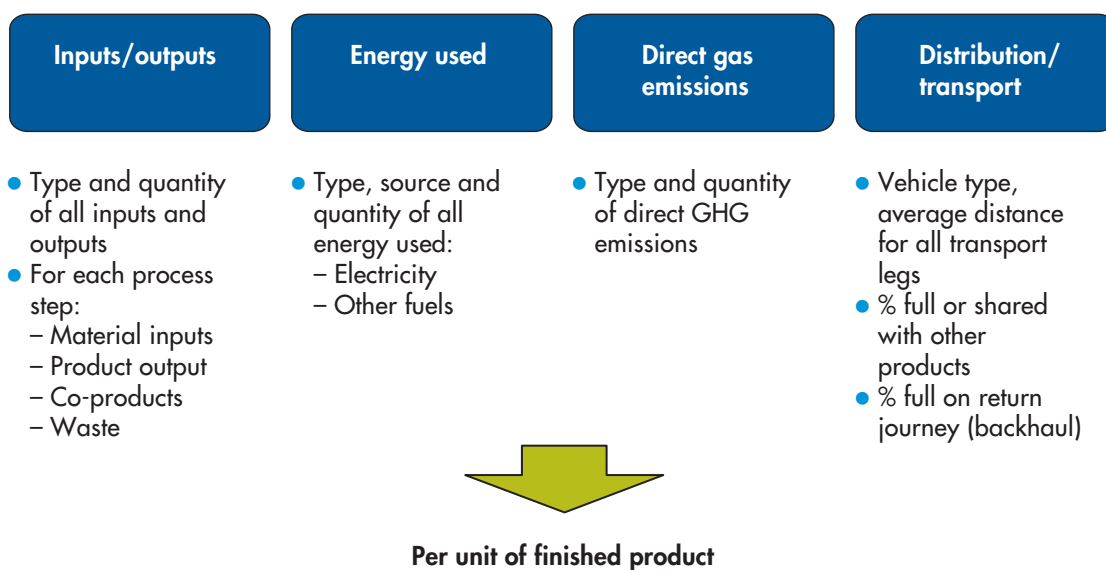 Inputs/outputs
Type and quantity
of all inputs and
outputs
For each process
step:
– Material inputs
– Product output
– Co-products
– Waste
Energy used
Type, source and
quantity of all
energy used:
– Electricity
– Other fuels
Direct gas
emissions
Type and quantity
of direct GHG
emissions
Distribution/
transport
Vehicle type,
average distance
for all transport
legs
% full or shared
with other
products
% full on return
journey (backhaul)
Per unit of finished product